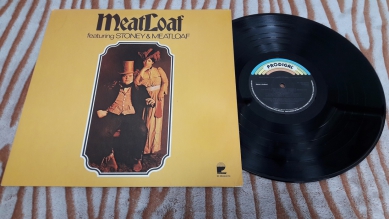 MeatLoaf
featuring STONEY & MEATLOAF
PRODIGAL